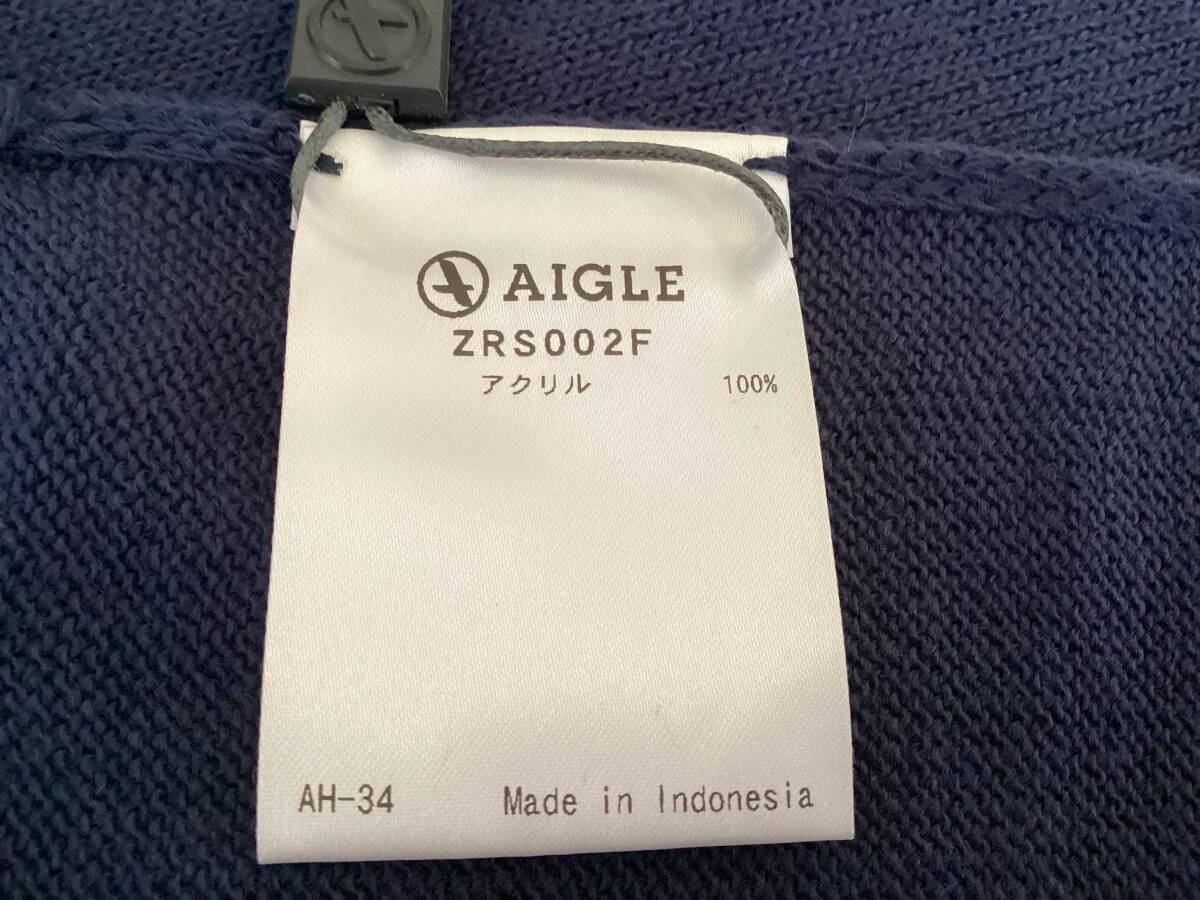 AIGLE
ZRS002F
アクリル 100%
AH-34 Made in Indonesia